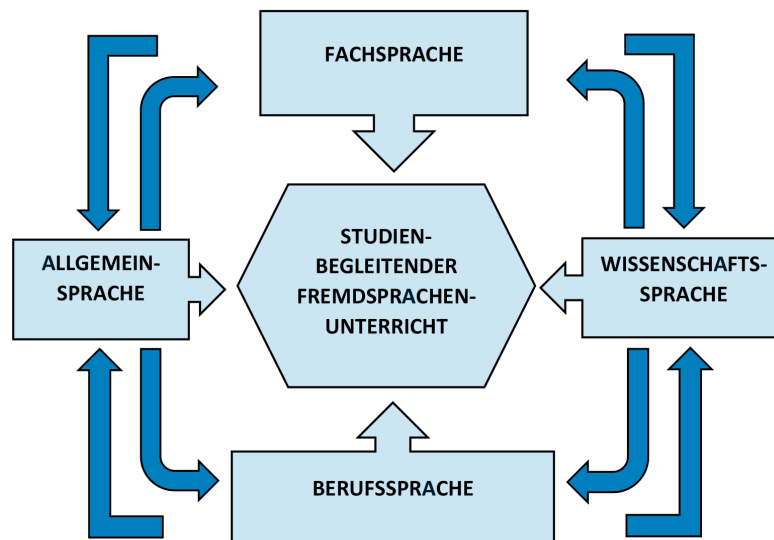 FACHSPRACHE
STUDIEN-
BEGLEITENDER
FREMDSPRACHEN-
UNTERRICHT
ALLGEMEIN-
SPRACHE
WISSENSCHAFTS-
SPRACHE
BERUFSSPRACHE